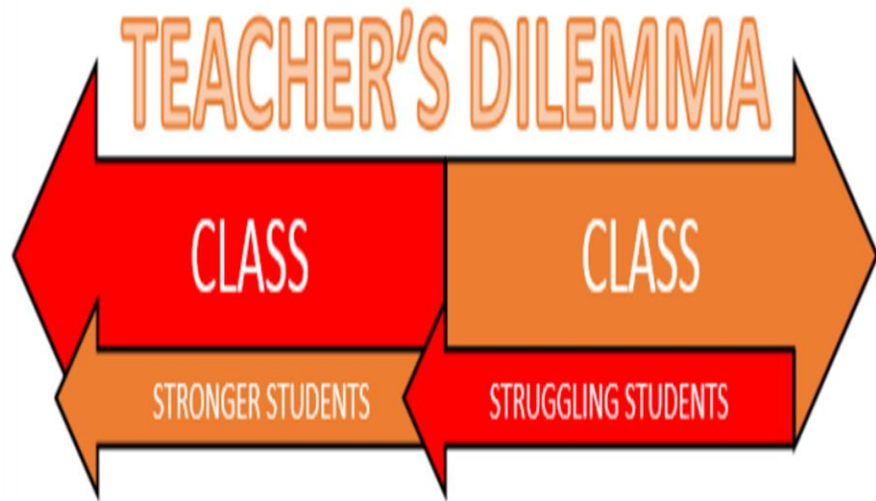 TEACHER'S DILEMMA
CLASS
CLASS
STRONGER STUDENTS
STRUGGLING STUDENTS